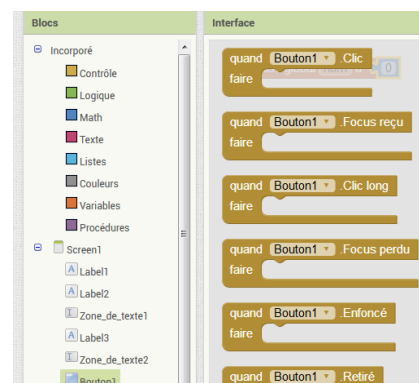 Blocs
Interface
Incorporé
Contrôle
Logique
Math
Texte
Listes
Couleurs
Variables
Procédures
Screen1
Label1
Label2
Zone_de_texte1
Label3
Zone_de_texte2
Bouton1
quand Bouton1 .Clic
faire
0
quand Bouton1 .Focus reçu
faire
quand Bouton1 .Clic long
faire
quand Bouton1 .Focus perdu
faire
quand Bouton1 .Enfoncé
faire
quand Bouton1 .Retiré